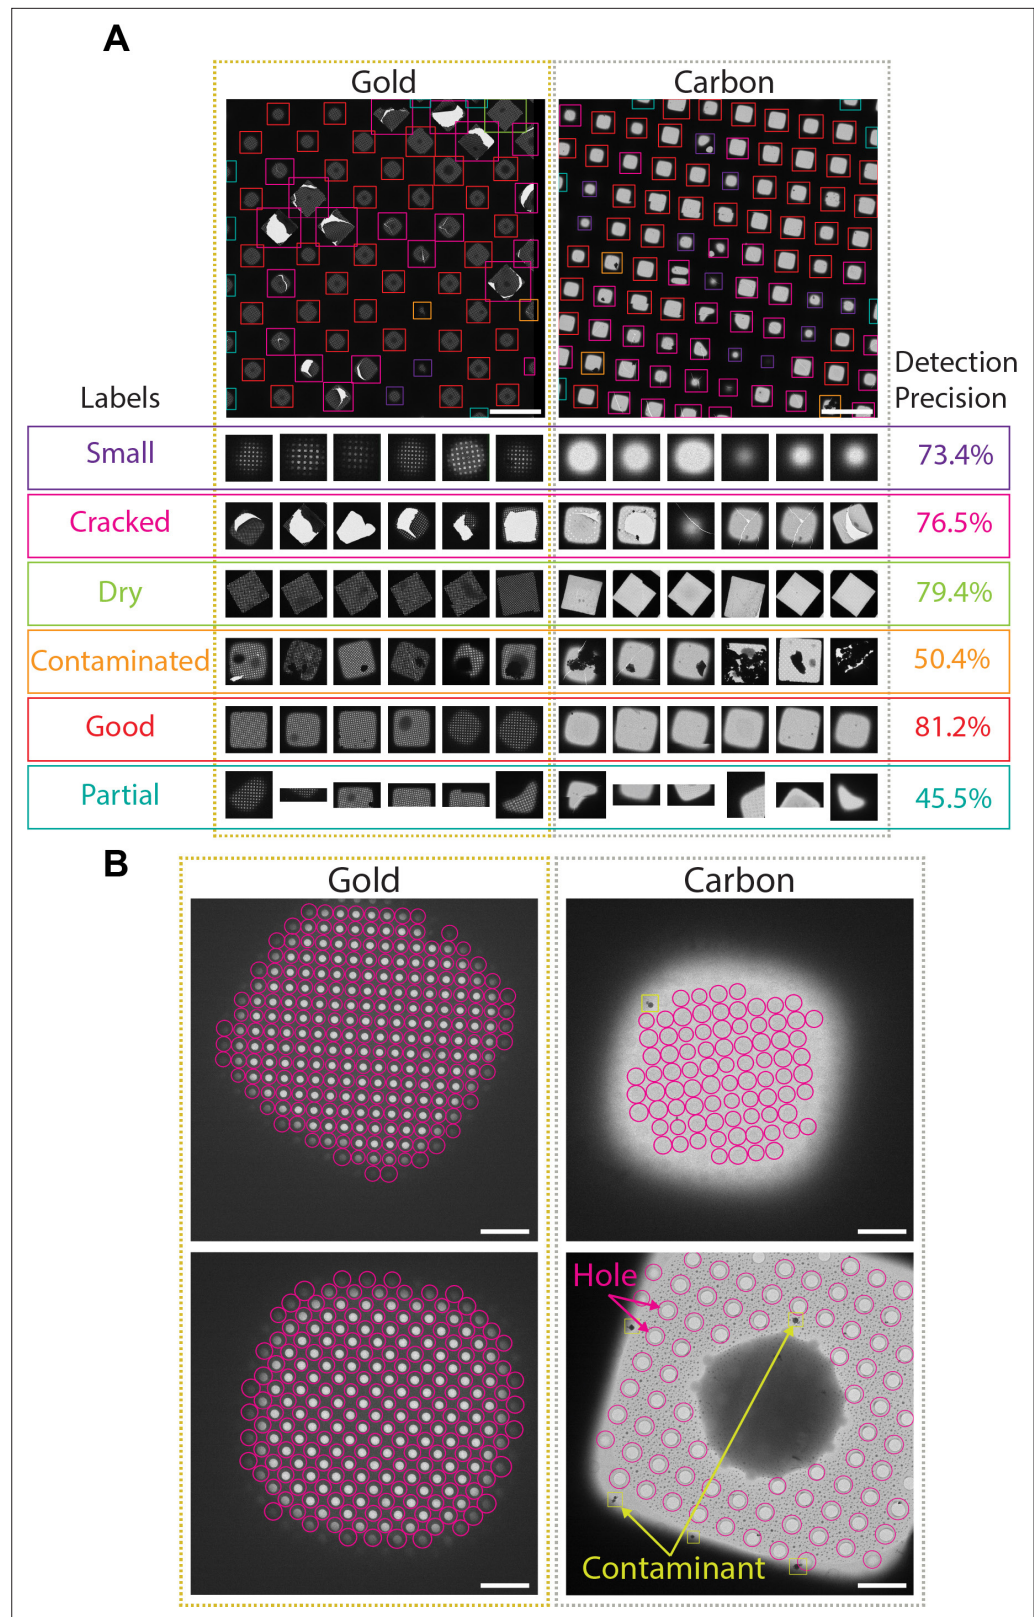 A
Gold
Carbon
Labels
Detection
Precision
Small
73.4%
Cracked
76.5%
Dry
79.4%
Contaminated
50.4%
Good
81.2%
Partial
45.5%
B
Gold
Carbon
Hole
Contaminant